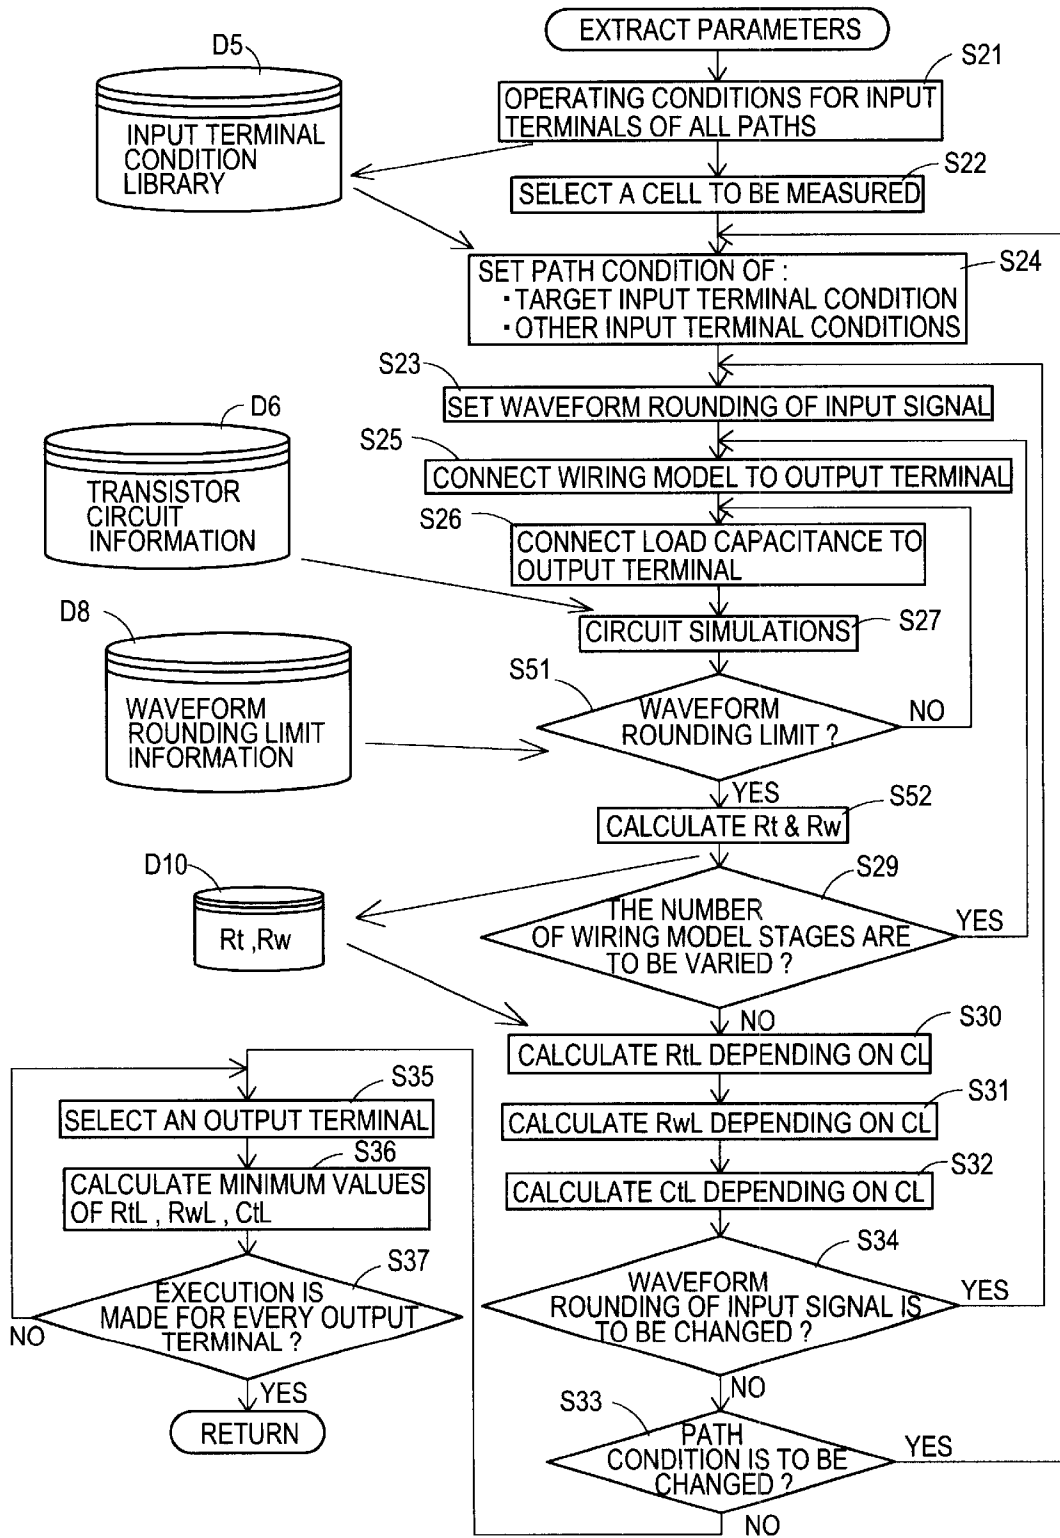 EXTRACT PARAMETERS
D5
INPUT TERMINAL
CONDITION
LIBRARY
S21
OPERATING CONDITIONS FOR INPUT
TERMINALS OF ALL PATHS
S22
SELECT A CELL TO BE MEASURED
S24
SET PATH CONDITION OF :
・TARGET INPUT TERMINAL CONDITION
・OTHER INPUT TERMINAL CONDITIONS
S23
SET WAVEFORM ROUNDING OF INPUT SIGNAL
D6
TRANSISTOR
CIRCUIT
INFORMATION
S25
CONNECT WIRING MODEL TO OUTPUT TERMINAL
S26
CONNECT LOAD CAPACITANCE TO
OUTPUT TERMINAL
S27
CIRCUIT SIMULATIONS
D8
WAVEFORM
ROUNDING LIMIT
INFORMATION
S51
WAVEFORM
ROUNDING LIMIT ?
NO
YES
S52
CALCULATE Rt & Rw
D10
Rt ,Rw
S29
THE NUMBER
OF WIRING MODEL STAGES ARE
TO BE VARIED ?
YES
NO
S30
CALCULATE RtL DEPENDING ON CL
S31
CALCULATE RwL DEPENDING ON CL
S32
CALCULATE CtL DEPENDING ON CL
S34
WAVEFORM
ROUNDING OF INPUT SIGNAL IS
TO BE CHANGED ?
YES
NO
S33
PATH
CONDITION IS TO BE
CHANGED ?
YES
NO
S35
SELECT AN OUTPUT TERMINAL
S36
CALCULATE MINIMUM VALUES
OF RtL , RwL , CtL
S37
EXECUTION IS
MADE FOR EVERY OUTPUT
TERMINAL ?
NO
YES
RETURN